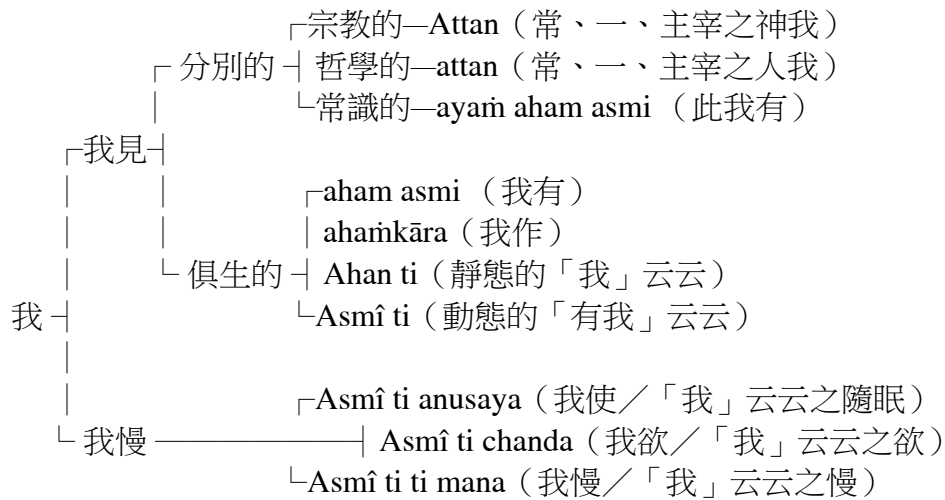 宗教的—Attan（常、一、主宰之神我）
分別的 哲學的—attan（常、一、主宰之人我）
常識的—ayaṁ aham asmi （此我有）
我見
aham asmi （我有）
ahaṁkāra（我作）
俱生的 Ahan ti（靜態的「我」云云）
我 Asmî ti（動態的「有我」云云）
Asmî ti anusaya（我使／「我」云云之隨眠）
我慢 Asmî ti chanda（我欲／「我」云云之欲）
Asmî ti ti mana（我慢／「我」云云之慢）